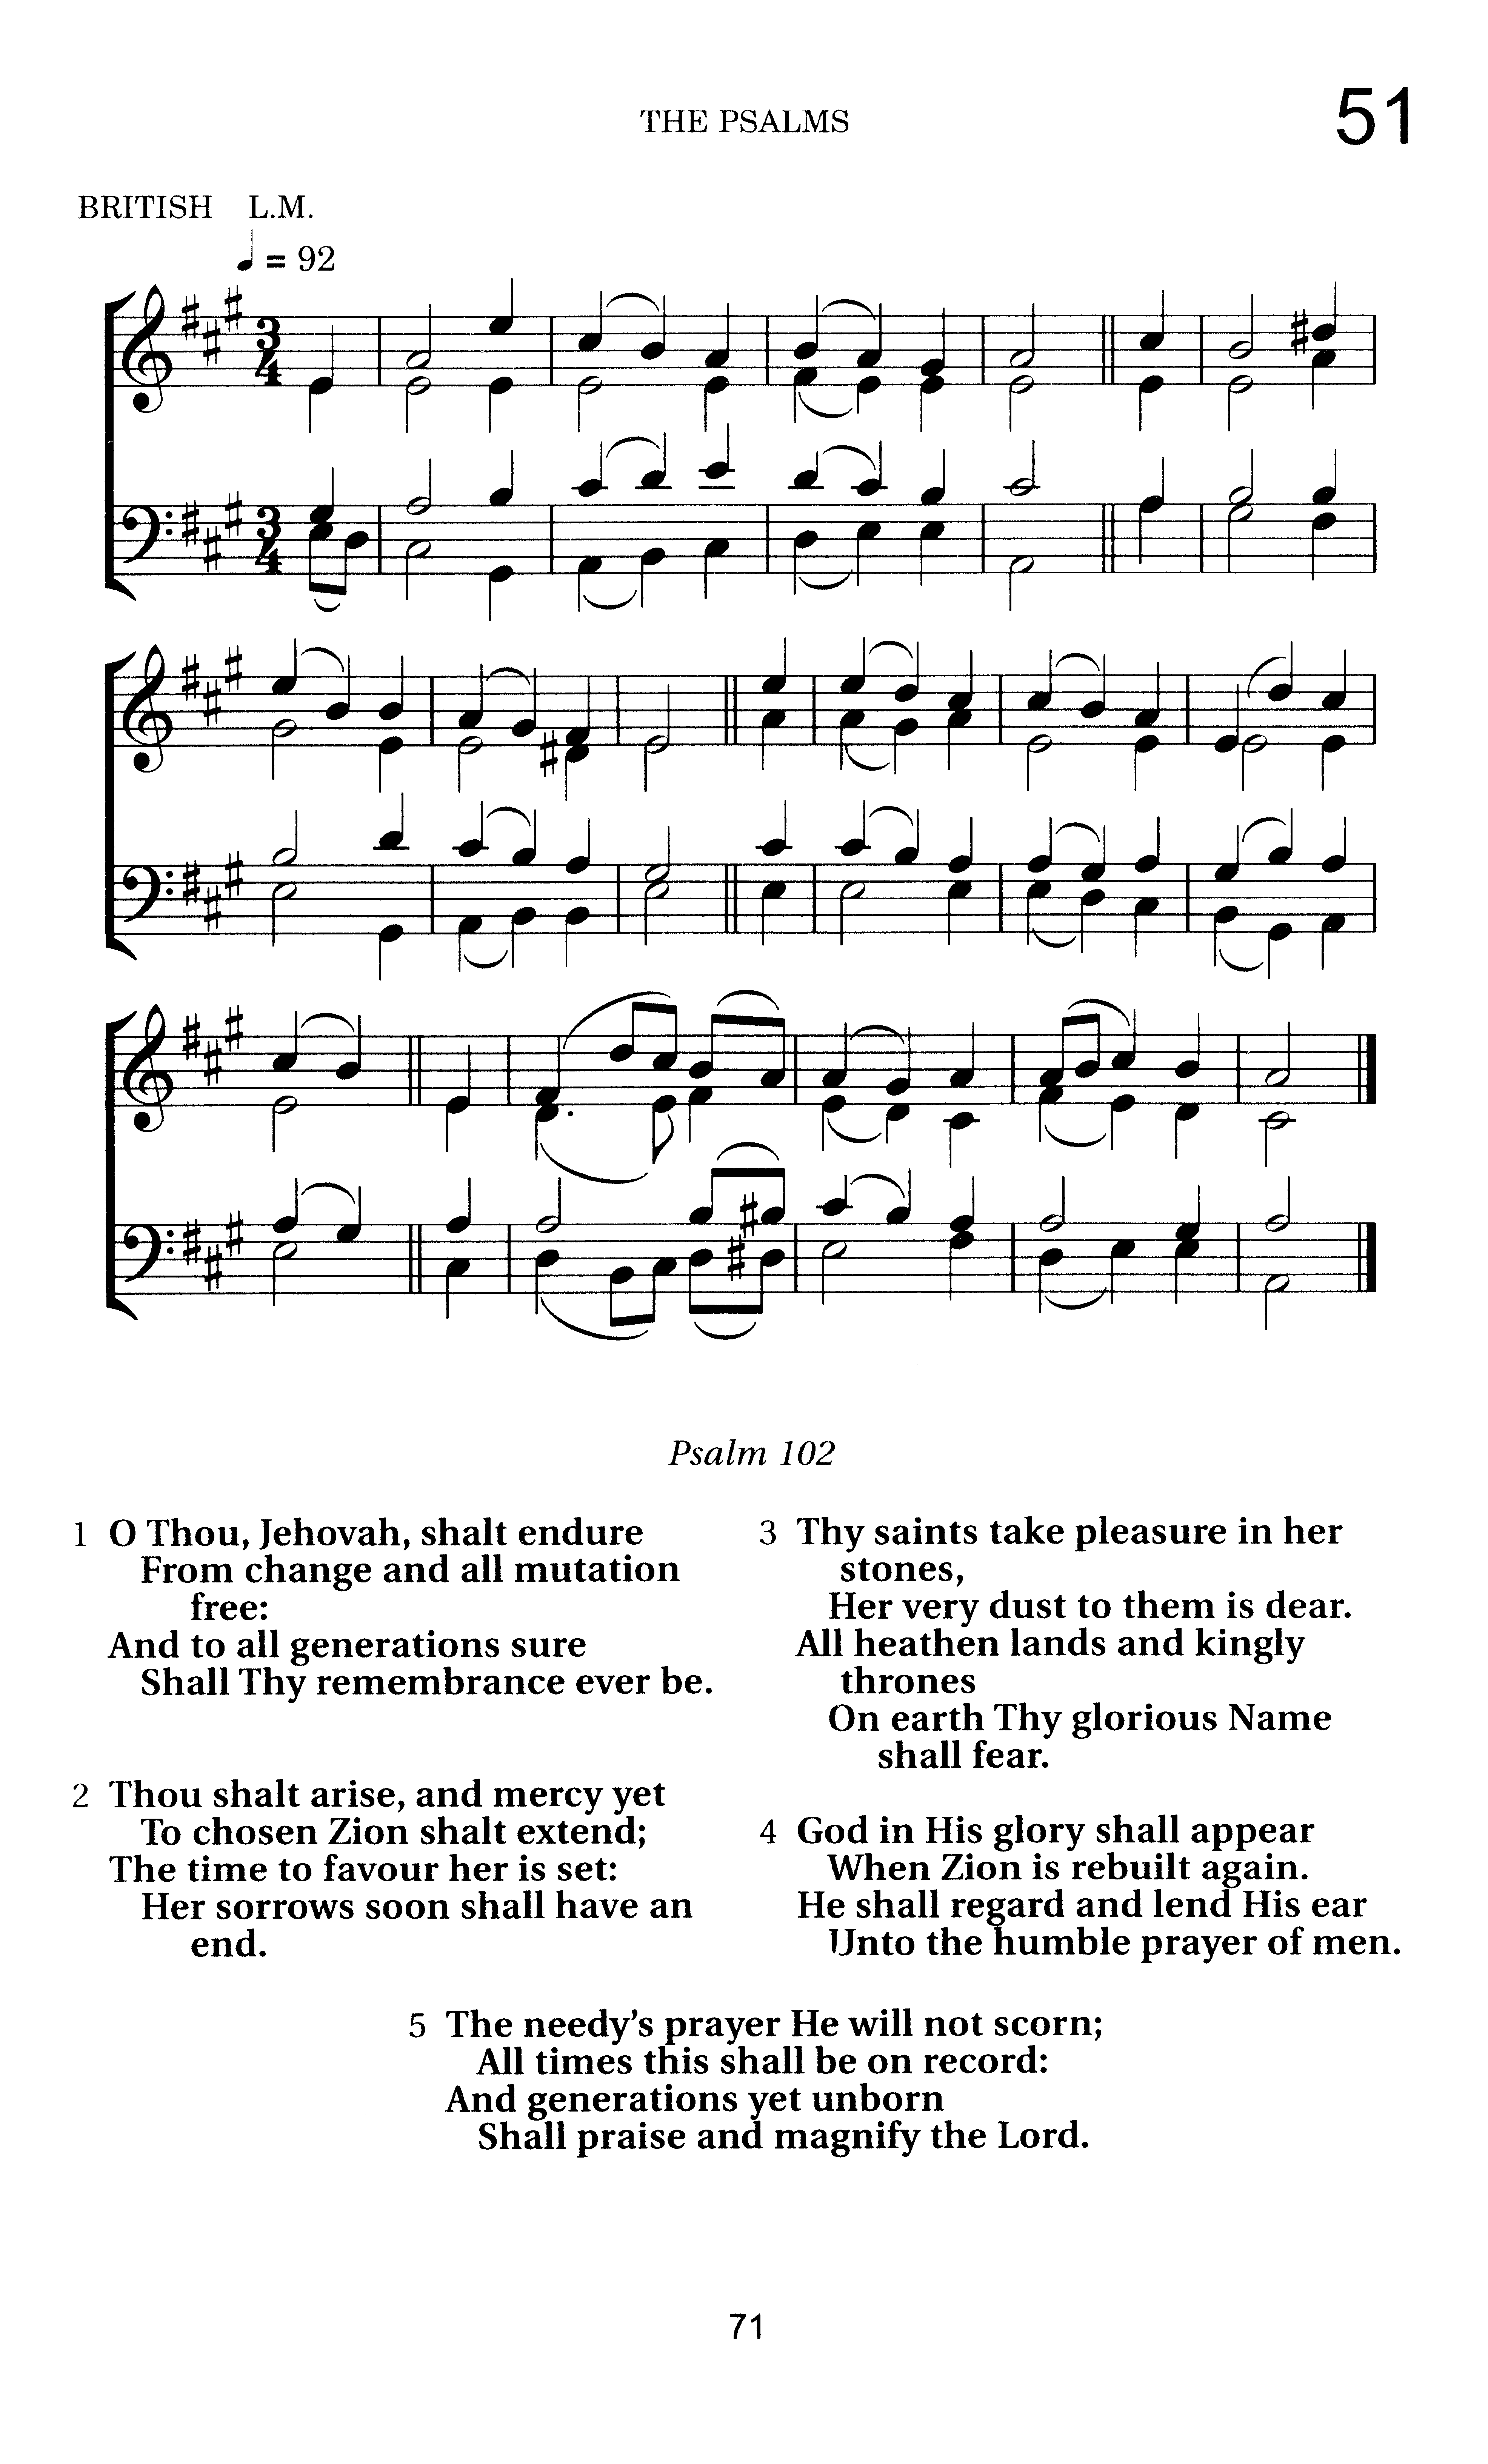 THE PSALMS
51
BRITISH L.M.
♩ = 92
3
4
3
4
Psalm 102
1 O Thou, Jehovah, shalt endure
From change and all mutation
free:
And to all generations sure
Shall Thy remembrance ever be.
2 Thou shalt arise, and mercy yet
To chosen Zion shalt extend;
The time to favour her is set:
Her sorrows soon shall have an
end.
3 Thy saints take pleasure in her
stones,
Her very dust to them is dear.
All heathen lands and kingly
thrones
On earth Thy glorious Name
shall fear.
4 God in His glory shall appear
When Zion is rebuilt again.
He shall regard and lend His ear
Unto the humble prayer of men.
5 The needy's prayer He will not scorn;
All times this shall be on record:
And generations yet unborn
Shall praise and magnify the Lord.
71